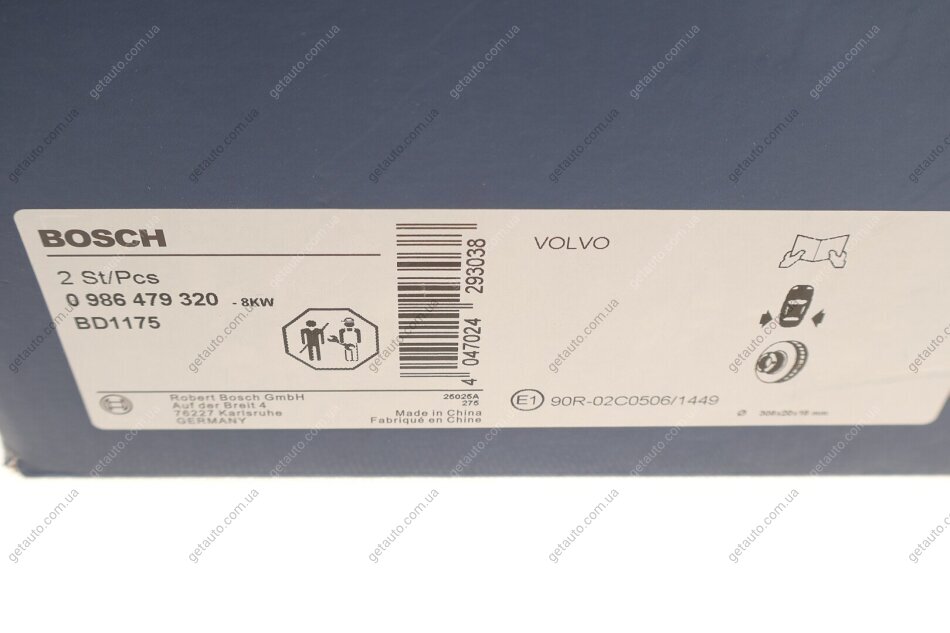 BOSCH
2 St/Pcs
0 986 479 320 - 8KW
BD1175
4 047024 293038
VOLVO
Robert Bosch GmbH
Auf der Breit 4
76227 Karlsruhe
GERMANY
25025A
275
Made in China
Fabriqué en Chine
E1 90R-02C0506/1449
Ø
getauto.com.ua